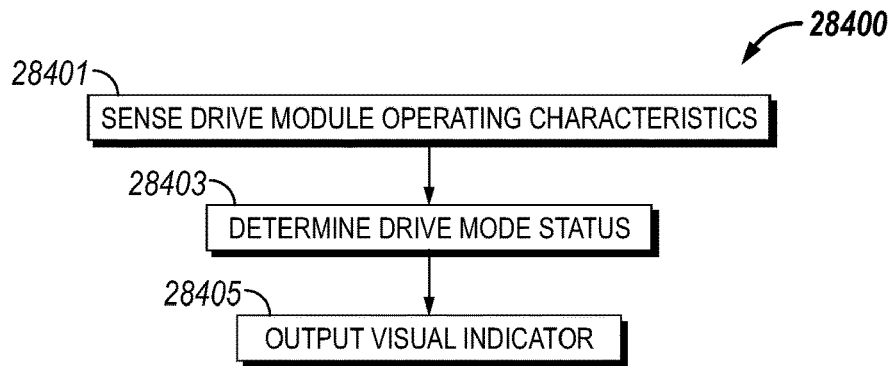 28400
28401
SENSE DRIVE MODULE OPERATING CHARACTERISTICS
28403
DETERMINE DRIVE MODE STATUS
28405
OUTPUT VISUAL INDICATOR